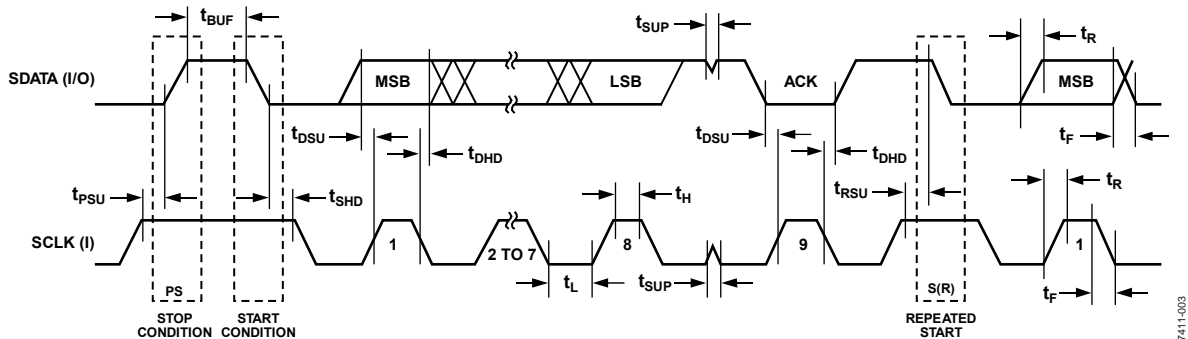 tBUF
tSUP
tR
SDATA (I/O)
MSB
LSB
ACK
MSB
tDSU
tDHD
tDSU
tDHD
tF
tPSU
tSHD
tH
tRSU
tR
SCLK (I)
1
2 TO 7
8
9
1
PS
tL
tSUP
S(R)
tF
STOP
CONDITION
START
CONDITION
REPEATED
START
7411-003